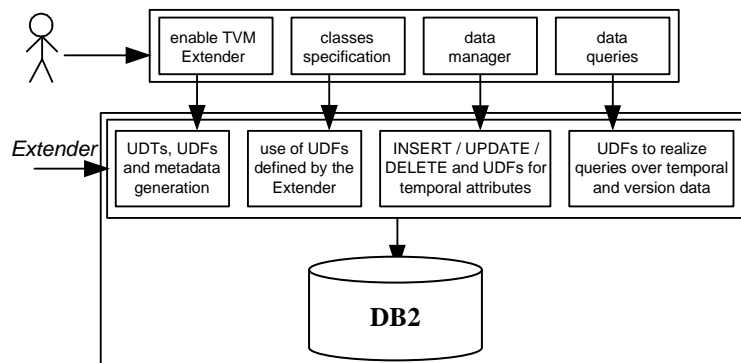 enable TVM
Extender
classes
specification
data
manager
data
queries
Extender
UDTs, UDFs
and metadata
generation
use of UDFs
defined by the
Extender
INSERT / UPDATE /
DELETE and UDFs for
temporal attributes
UDFs to realize
queries over temporal
and version data
DB2